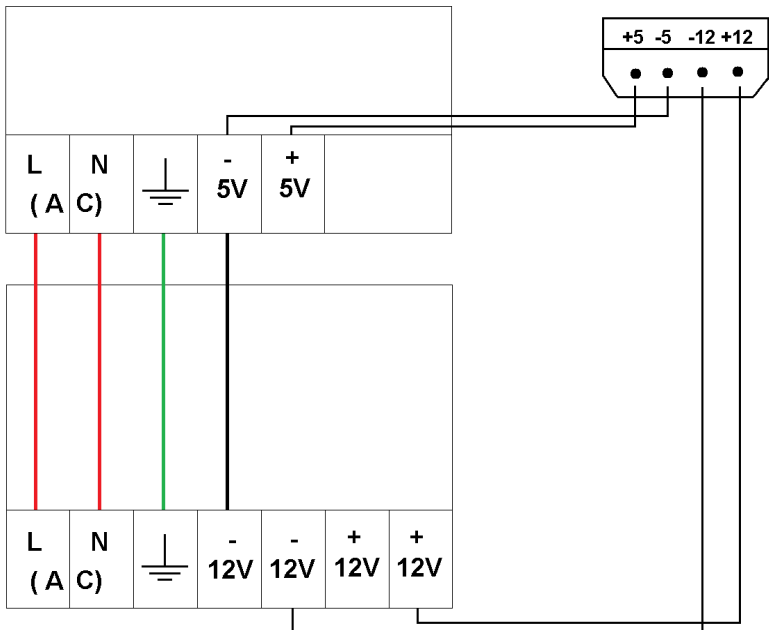 +5 -5 -12 +12
L N - +
(A C) 5V 5V
L N - - + +
(A C) 12V 12V 12V 12V